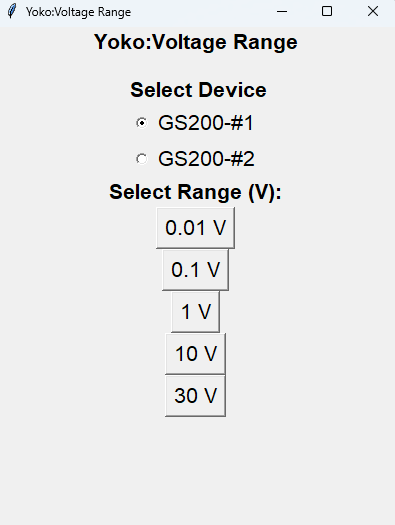 Yoko:Voltage Range
Yoko:Voltage Range
Select Device
GS200-#1
GS200-#2
Select Range (V):
0.01 V
0.1 V
1 V
10 V
30 V